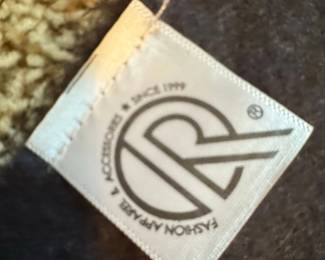 FASHION APPAREL & ACCESSORIES ★ SINCE 1999
R
®